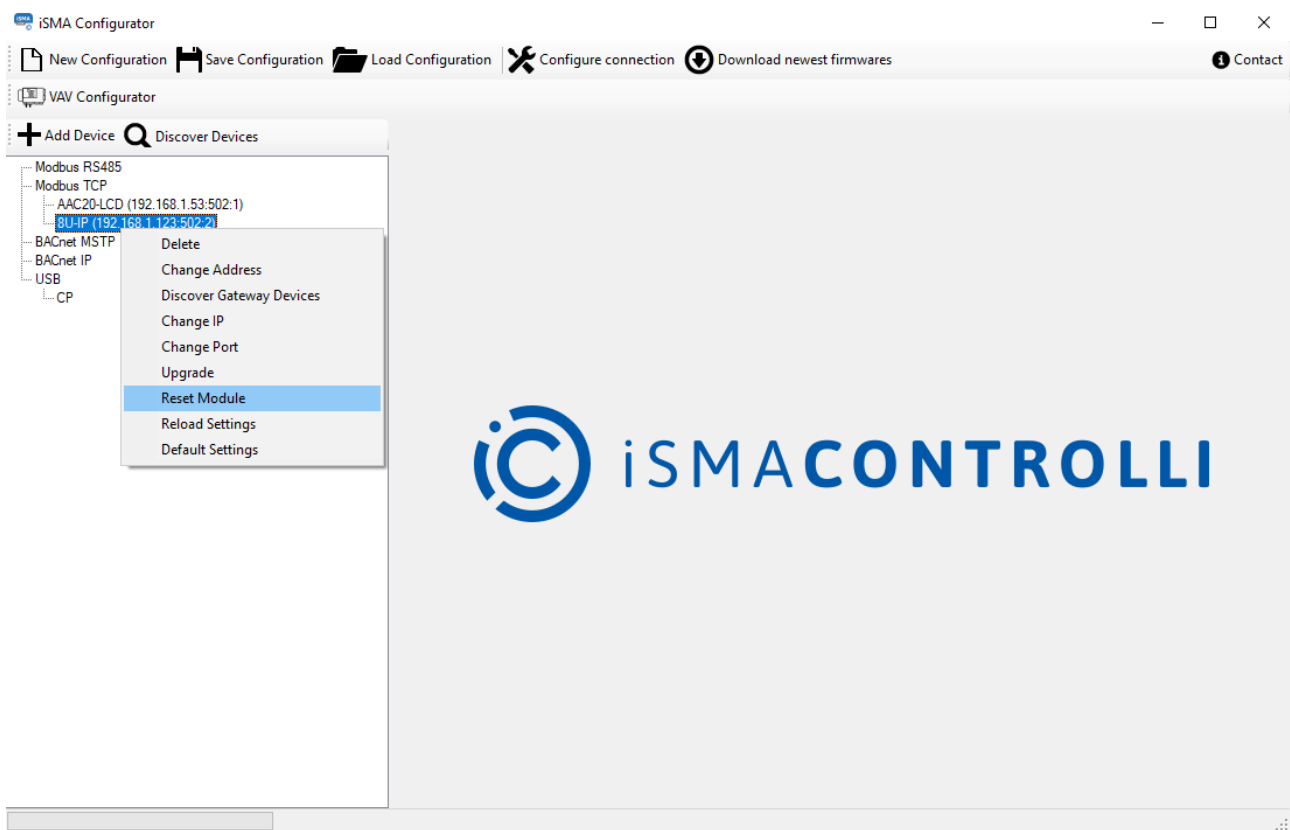 iSMA Configurator
New Configuration Save Configuration Load Configuration Configure connection Download newest firmwares Contact
VAV Configurator
Add Device Discover Devices
Modbus RS485
Modbus TCP
AAC20-LCD (192.168.1.53:502:1)
8U-IP (192.168.1.123:502:2)
BACnet MSTP
BACnet IP
USB
CP
Delete
Change Address
Discover Gateway Devices
Change IP
Change Port
Upgrade
Reset Module
Reload Settings
Default Settings
iSMACONTROLLI